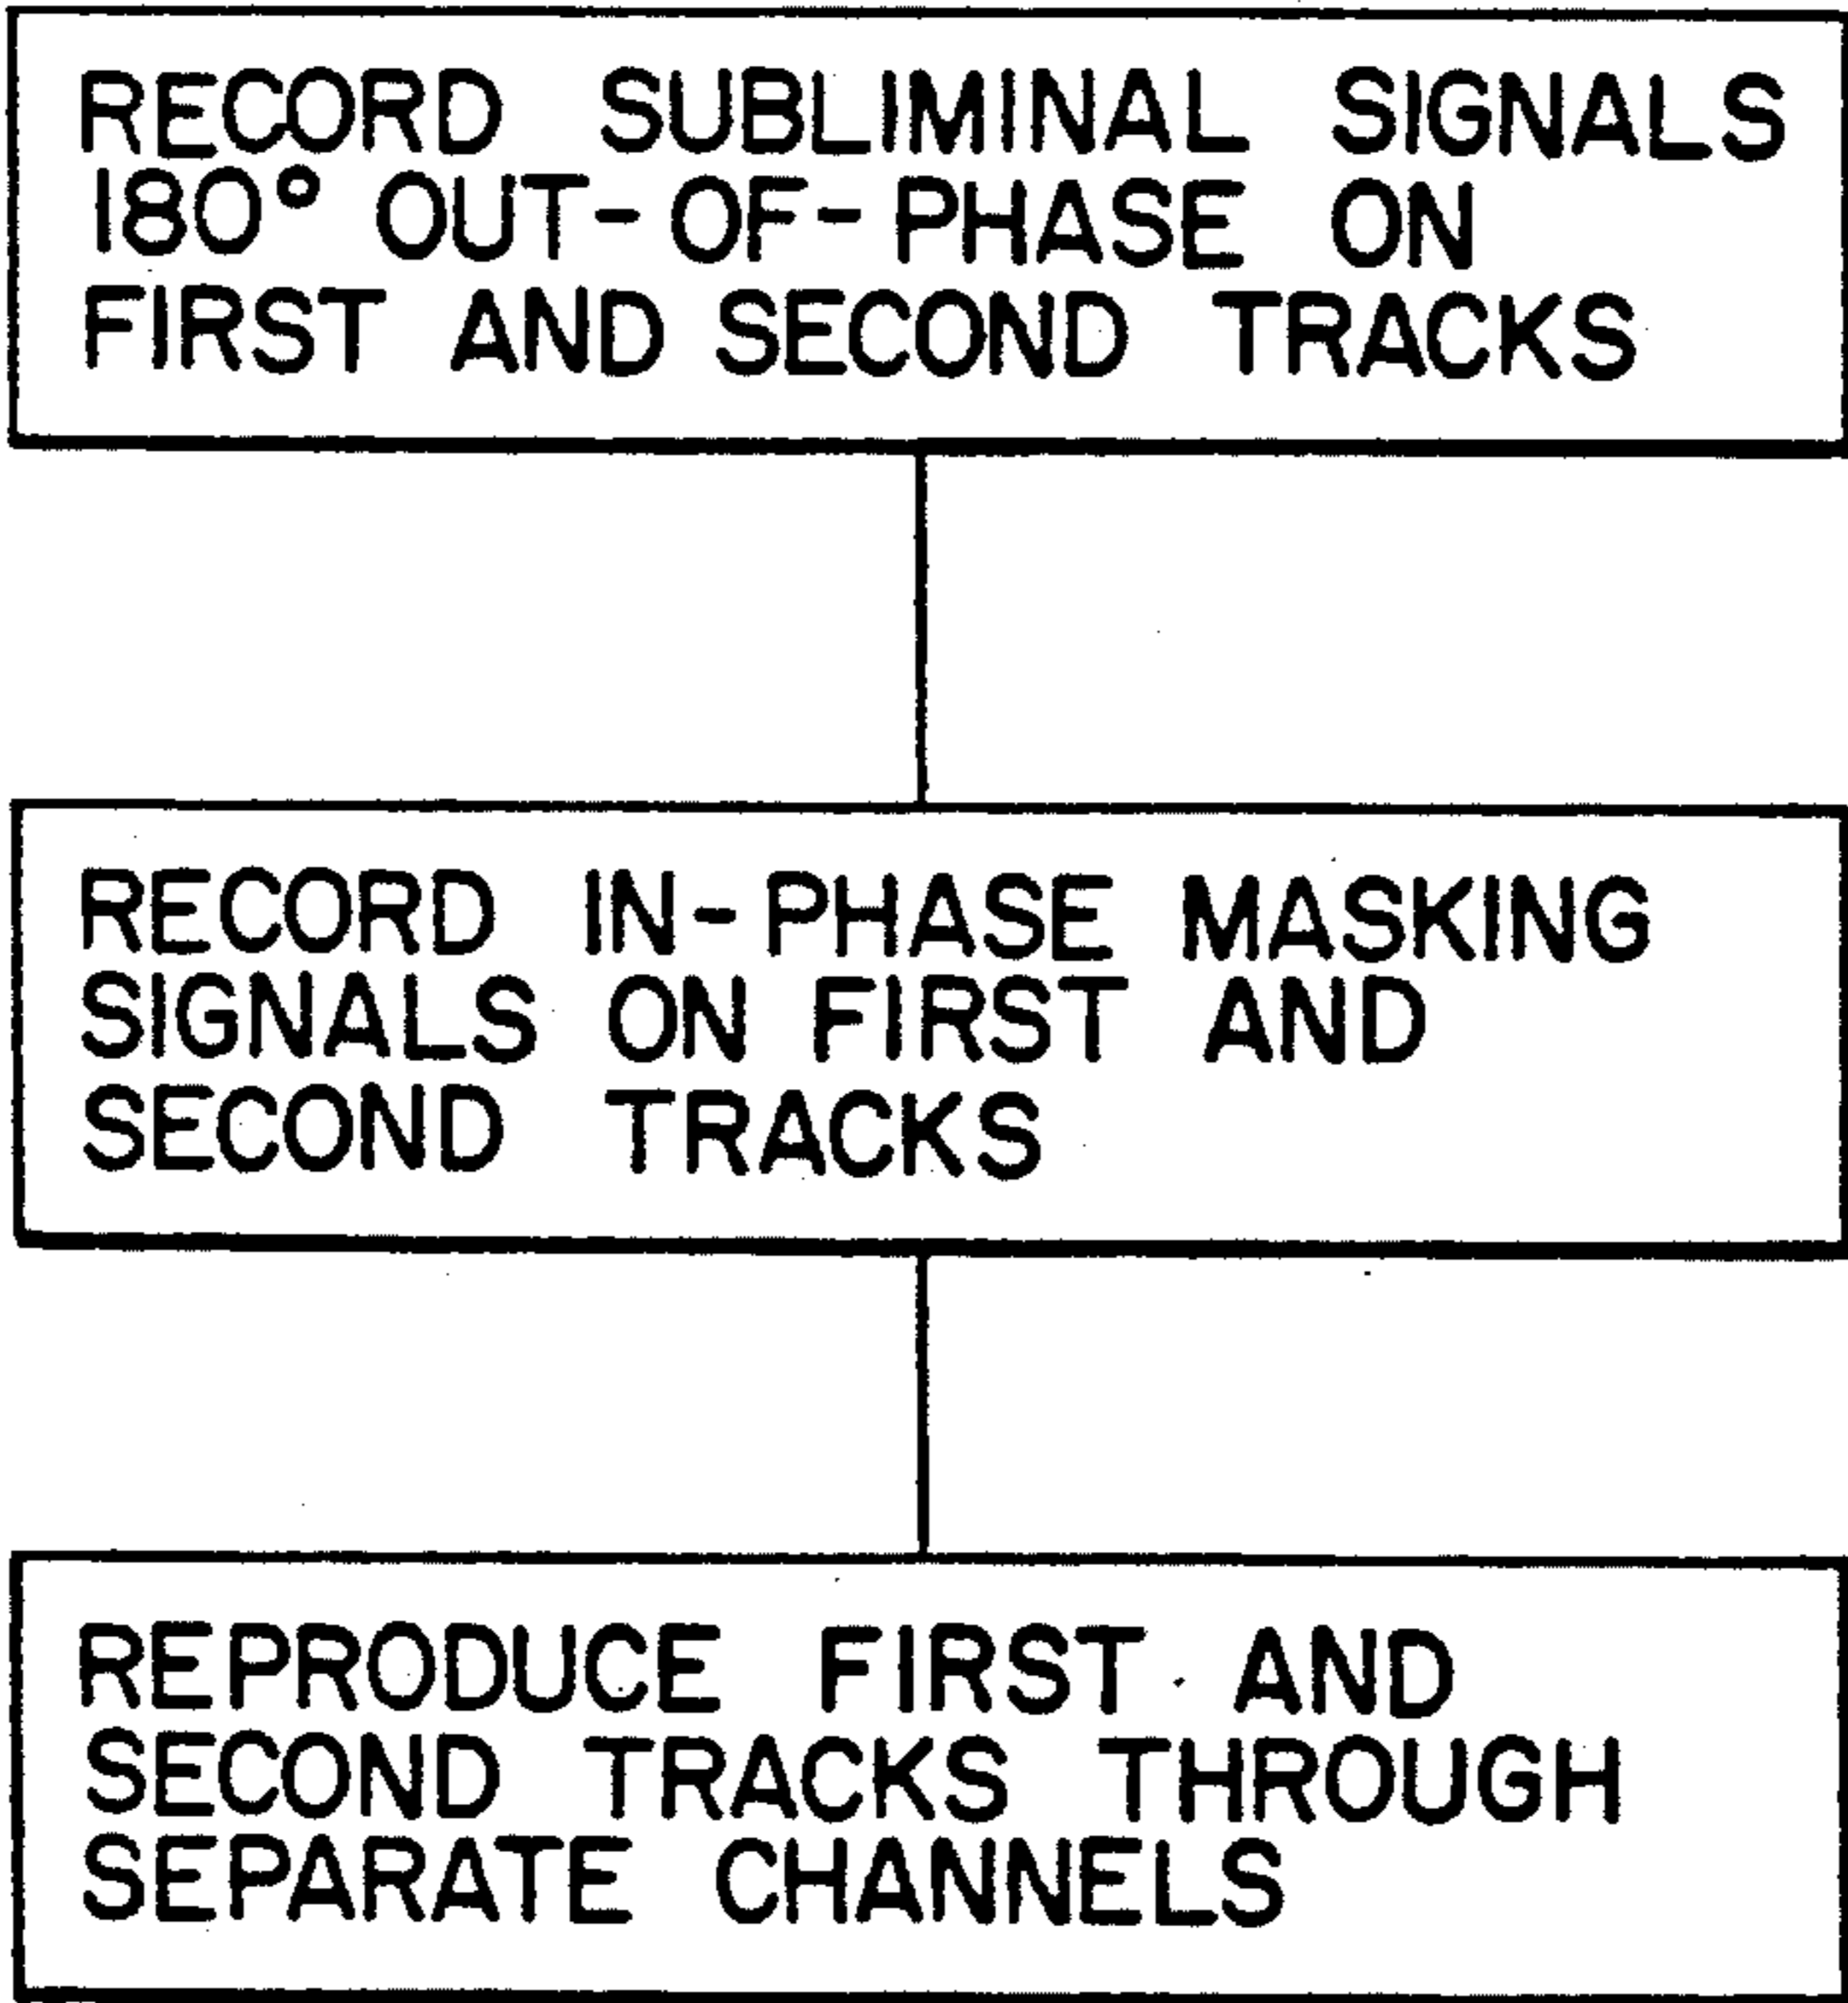 RECORD SUBLIMINAL SIGNALS
180° OUT-OF-PHASE ON
FIRST AND SECOND TRACKS
RECORD IN-PHASE MASKING
SIGNALS ON FIRST AND
SECOND TRACKS
REPRODUCE FIRST AND
SECOND TRACKS THROUGH
SEPARATE CHANNELS